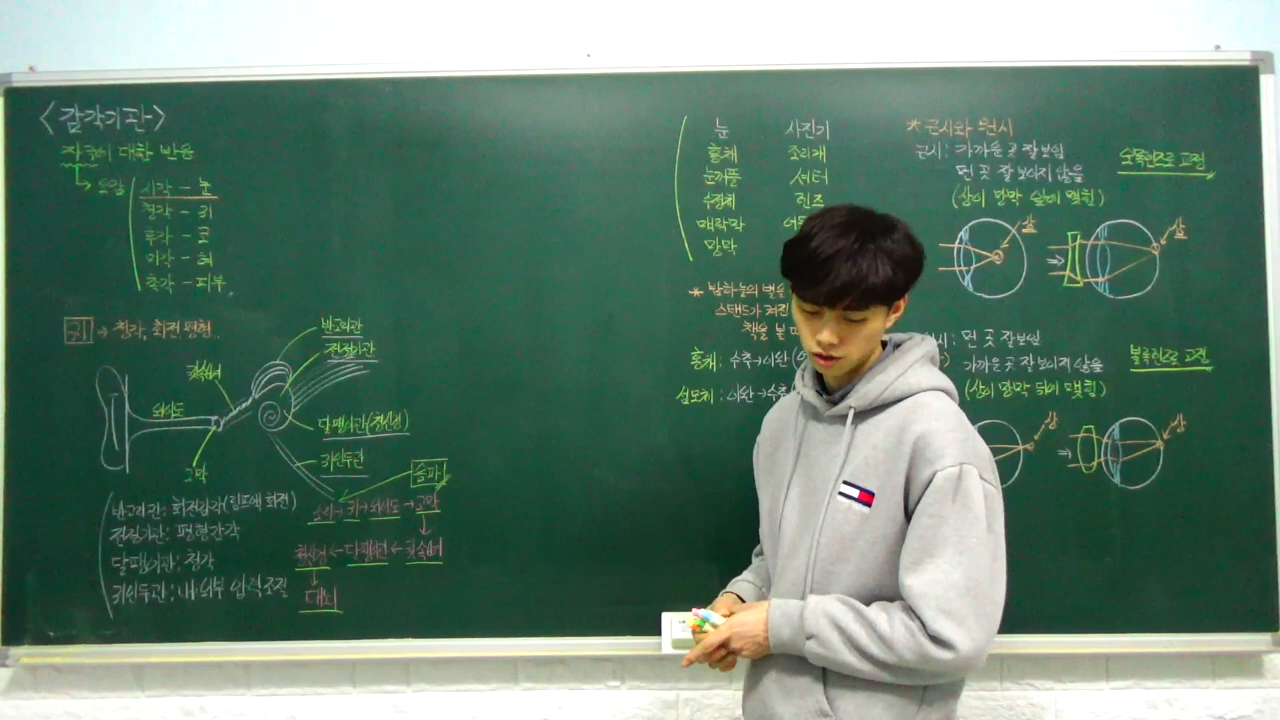 <감각기관>
자극에 대한 반응
→ 오감
시각 - 눈
청각 - 귀
후각 - 코
미각 - 혀
촉각 - 피부
귀 → 청각, 회전, 평형
반고리관
전정기관
귓속뼈
외이도
달팽이관(청신경)
고막
귀인두관
음파
소리 → 귀 → 외이도 → 고막
청신경 ← 달팽이관 ← 귓속뼈
대뇌
반고리관: 회전감각(림프액 회전)
전정기관: 평형감각
달팽이관: 청각
귀인두관: 내·외부 압력조절
눈 사진기
홍채 조리개
눈꺼풀 셔터
수정체 렌즈
맥락막
망막
* 밤하늘의 별을
스탠드가 켜진
책을 볼 때
홍채: 수축→이완
섬모체: 이완→수축
* 근시와 원시
근시: 가까운 곳 잘보임
먼 곳 잘 보이지 않음
(상이 망막 앞에 맺힘)
오목렌즈로 교정
상
상
시: 먼 곳 잘보임
가까운 곳 잘 보이지 않음
(상이 망막 뒤에 맺힘)
볼록렌즈로 교정
상
상